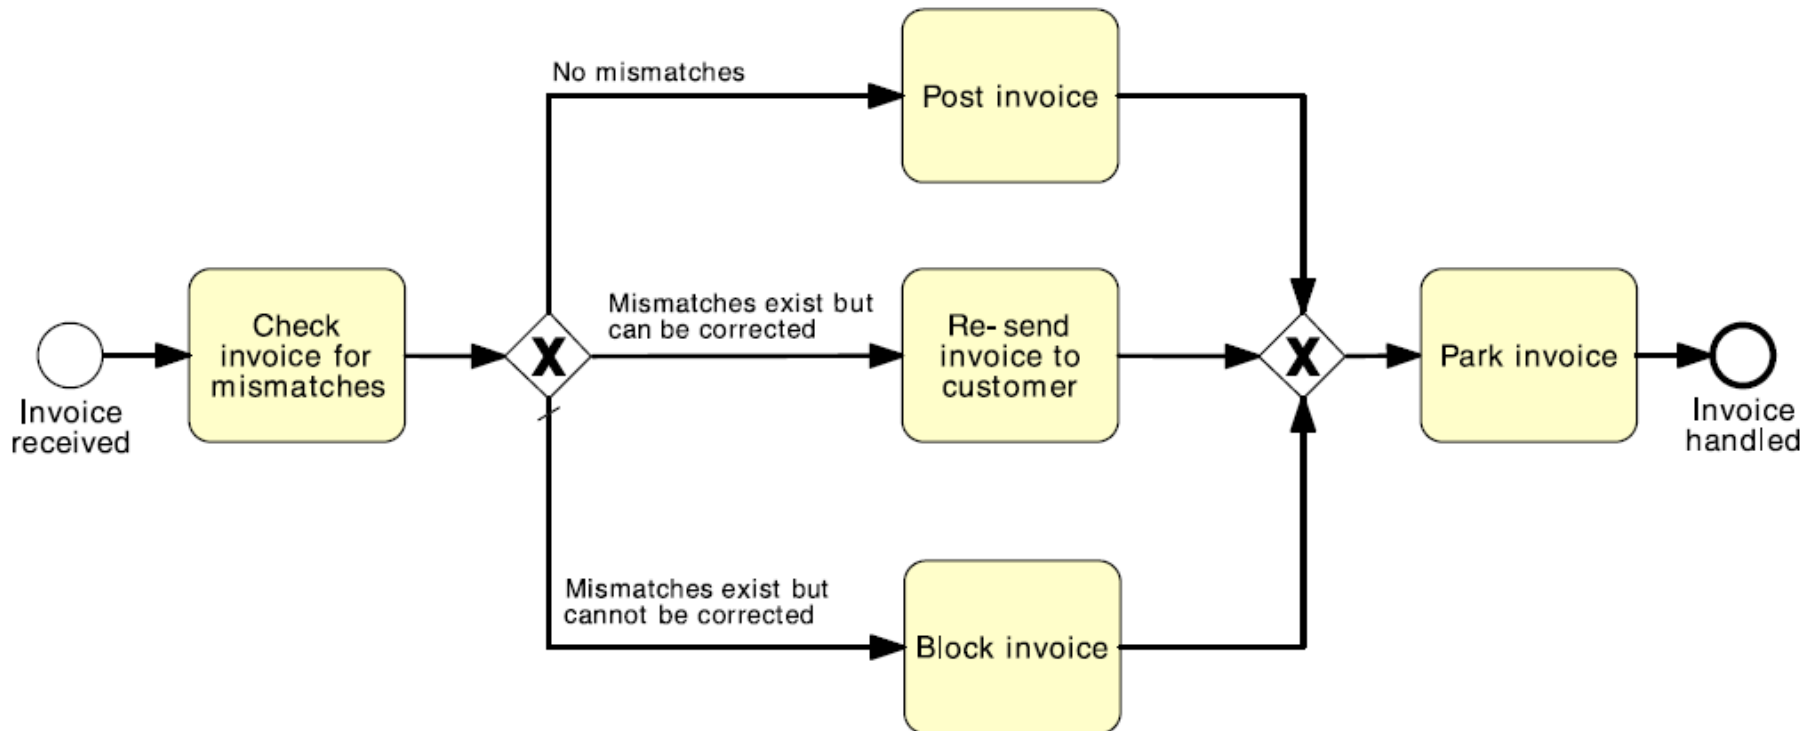 Invoice
received
Check
invoice for
mismatches
X
No mismatches
Post invoice
Mismatches exist but
can be corrected
Re-send
invoice to
customer
Mismatches exist but
cannot be corrected
Block invoice
X
Park invoice
Invoice
handled